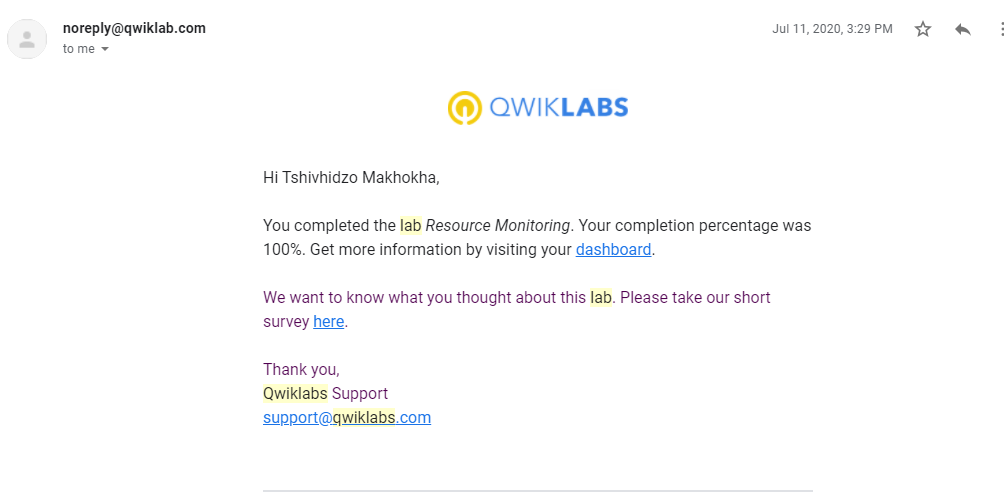 noreply@qwiklab.com
Jul 11, 2020, 3:29 PM
to me
QWIKLABS
Hi Tshivhidzo Makhokha,
You completed the lab Resource Monitoring. Your completion percentage was
100%. Get more information by visiting your dashboard.
We want to know what you thought about this lab. Please take our short
survey here.
Thank you,
Qwiklabs Support
support@qwiklabs.com